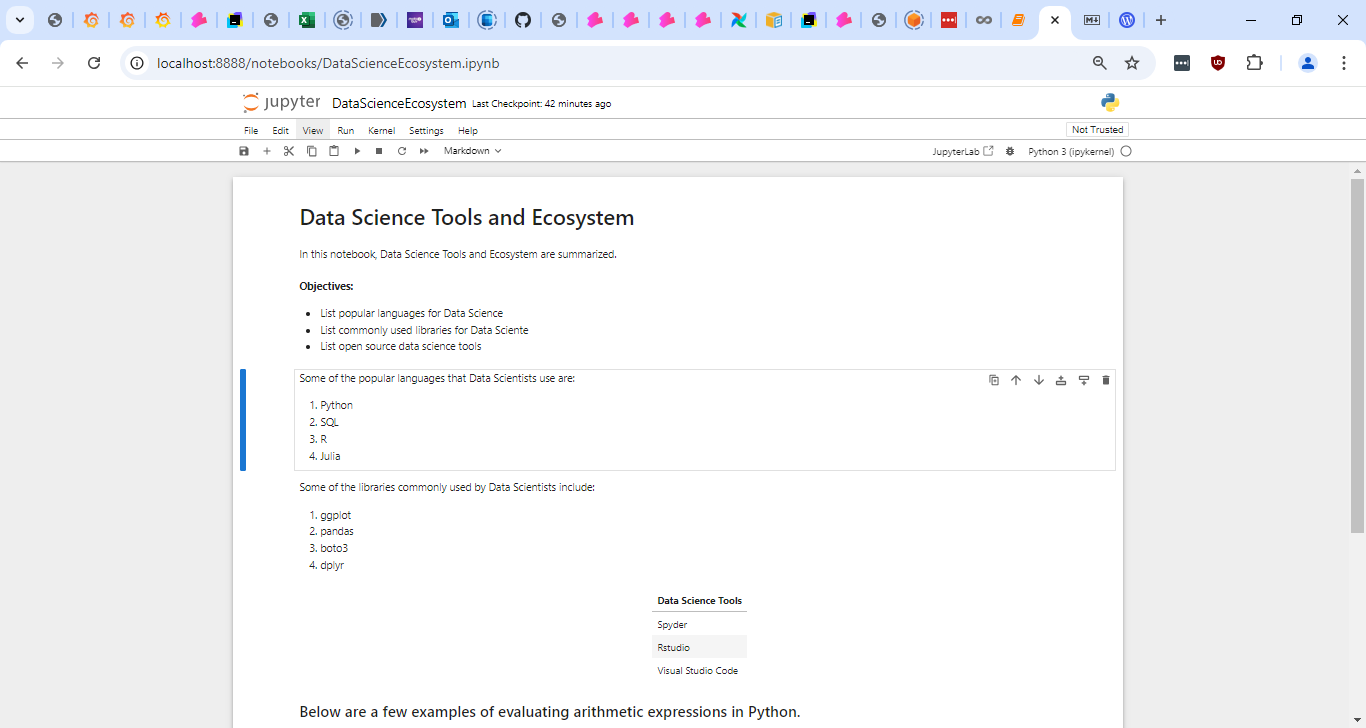 localhost:8888/notebooks/DataScienceEcosystem.ipynb
jupyter DataScienceEcosystem Last Checkpoint: 42 minutes ago
File Edit View Run Kernel Settings Help Not Trusted
Markdown JupyterLab Python 3 (ipykernel)
Data Science Tools and Ecosystem
In this notebook, Data Science Tools and Ecosystem are summarized.
Objectives:
• List popular languages for Data Science
• List commonly used libraries for Data Sciente
• List open source data science tools
Some of the popular languages that Data Scientists use are:
1. Python
2. SQL
3. R
4. Julia
Some of the libraries commonly used by Data Scientists include:
1. ggplot
2. pandas
3. boto3
4. dplyr
Data Science Tools
Spyder
Rstudio
Visual Studio Code
Below are a few examples of evaluating arithmetic expressions in Python.